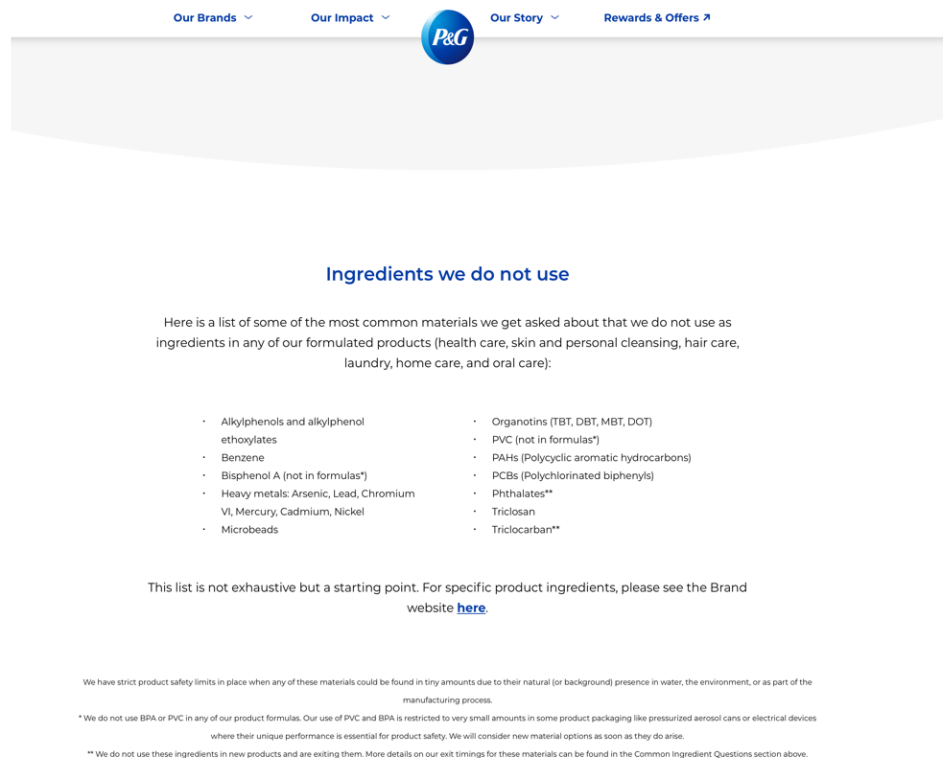 Our Brands
Our Impact
P&G
Our Story
Rewards & Offers ↗
Ingredients we do not use
Here is a list of some of the most common materials we get asked about that we do not use as
ingredients in any of our formulated products (health care, skin and personal cleansing, hair care,
laundry, home care, and oral care):
· Alkylphenols and alkylphenol
ethoxylates
· Benzene
· Bisphenol A (not in formulas*)
· Heavy metals: Arsenic, Lead, Chromium
VI, Mercury, Cadmium, Nickel
· Microbeads
· Organotins (TBT, DBT, MBT, DOT)
· PVC (not in formulas*)
· PAHs (Polycyclic aromatic hydrocarbons)
· PCBs (Polychlorinated biphenyls)
· Phthalates**
· Triclosan
· Triclocarban**
This list is not exhaustive but a starting point. For specific product ingredients, please see the Brand
website here.
We have strict product safety limits in place when any of these materials could be found in tiny amounts due to their natural (or background) presence in water, the environment, or as part of the
manufacturing process.
* We do not use BPA or PVC in any of our product formulas. Our use of PVC and BPA is restricted to very small amounts in some product packaging like pressurized aerosol cans or electrical devices
where their unique performance is essential for product safety. We will consider new material options as soon as they do arise.
** We do not use these ingredients in new products and are exiting them. More details on our exit timings for these materials can be found in the Common Ingredient Questions section above.